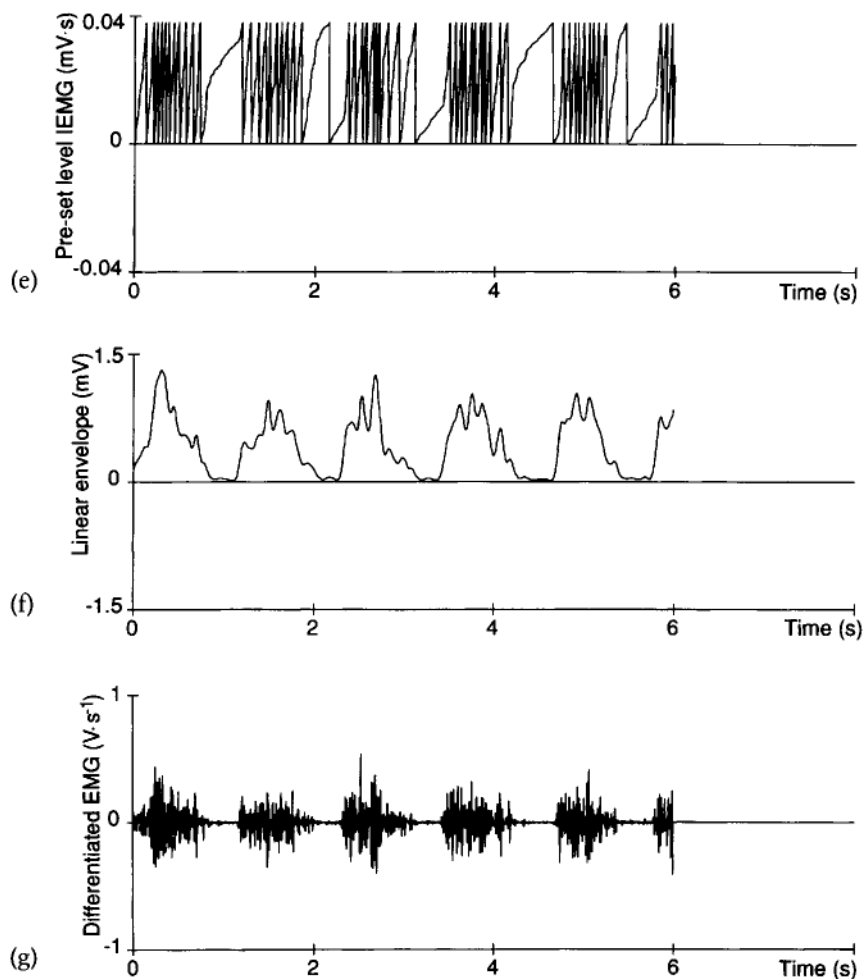 0.04
Pre-set level IEMG (mV·s)
0
-0.04
(e)
0
2
4
6
Time (s)
1.5
Linear envelope (mV)
0
-1.5
(f)
0
2
4
6
Time (s)
1
Differentiated EMG (V·s⁻¹)
0
-1
(g)
0
2
4
6
Time (s)